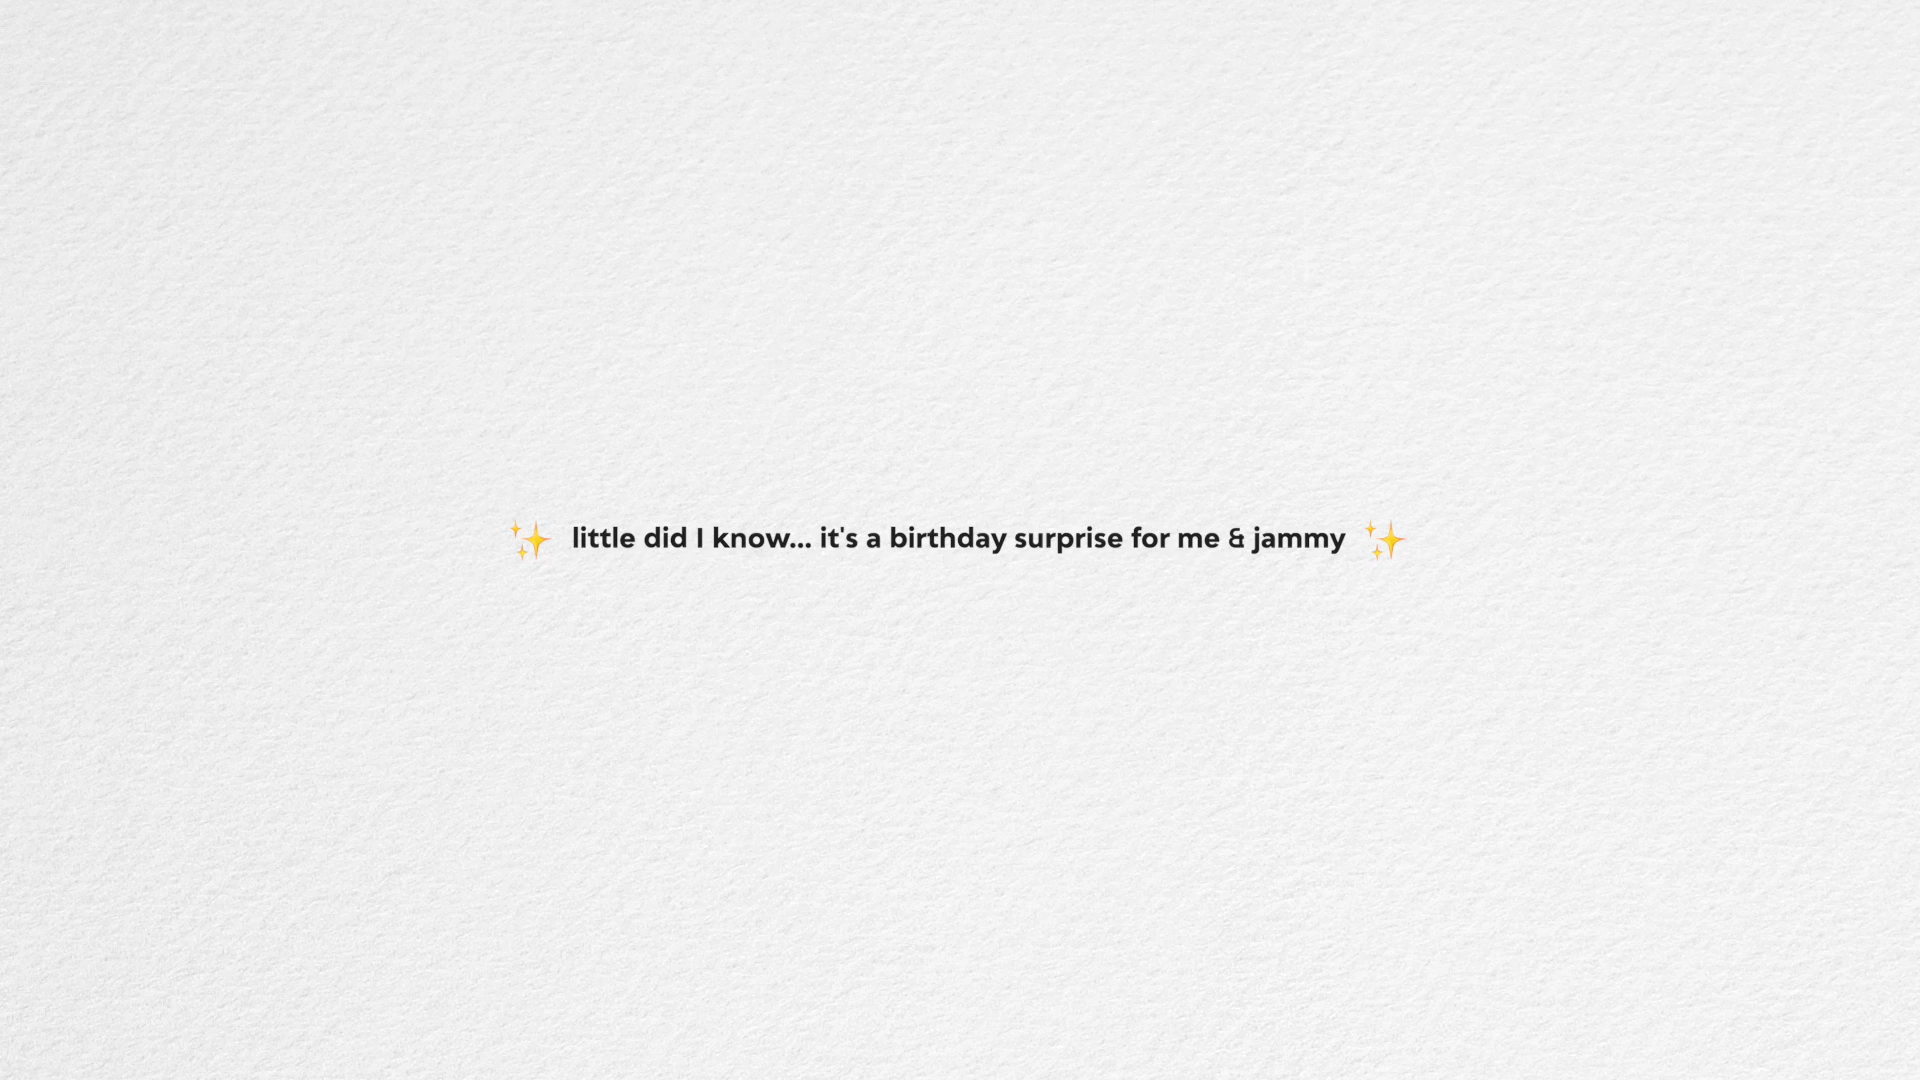 ✨ little did I know... it's a birthday surprise for me & jammy ✨